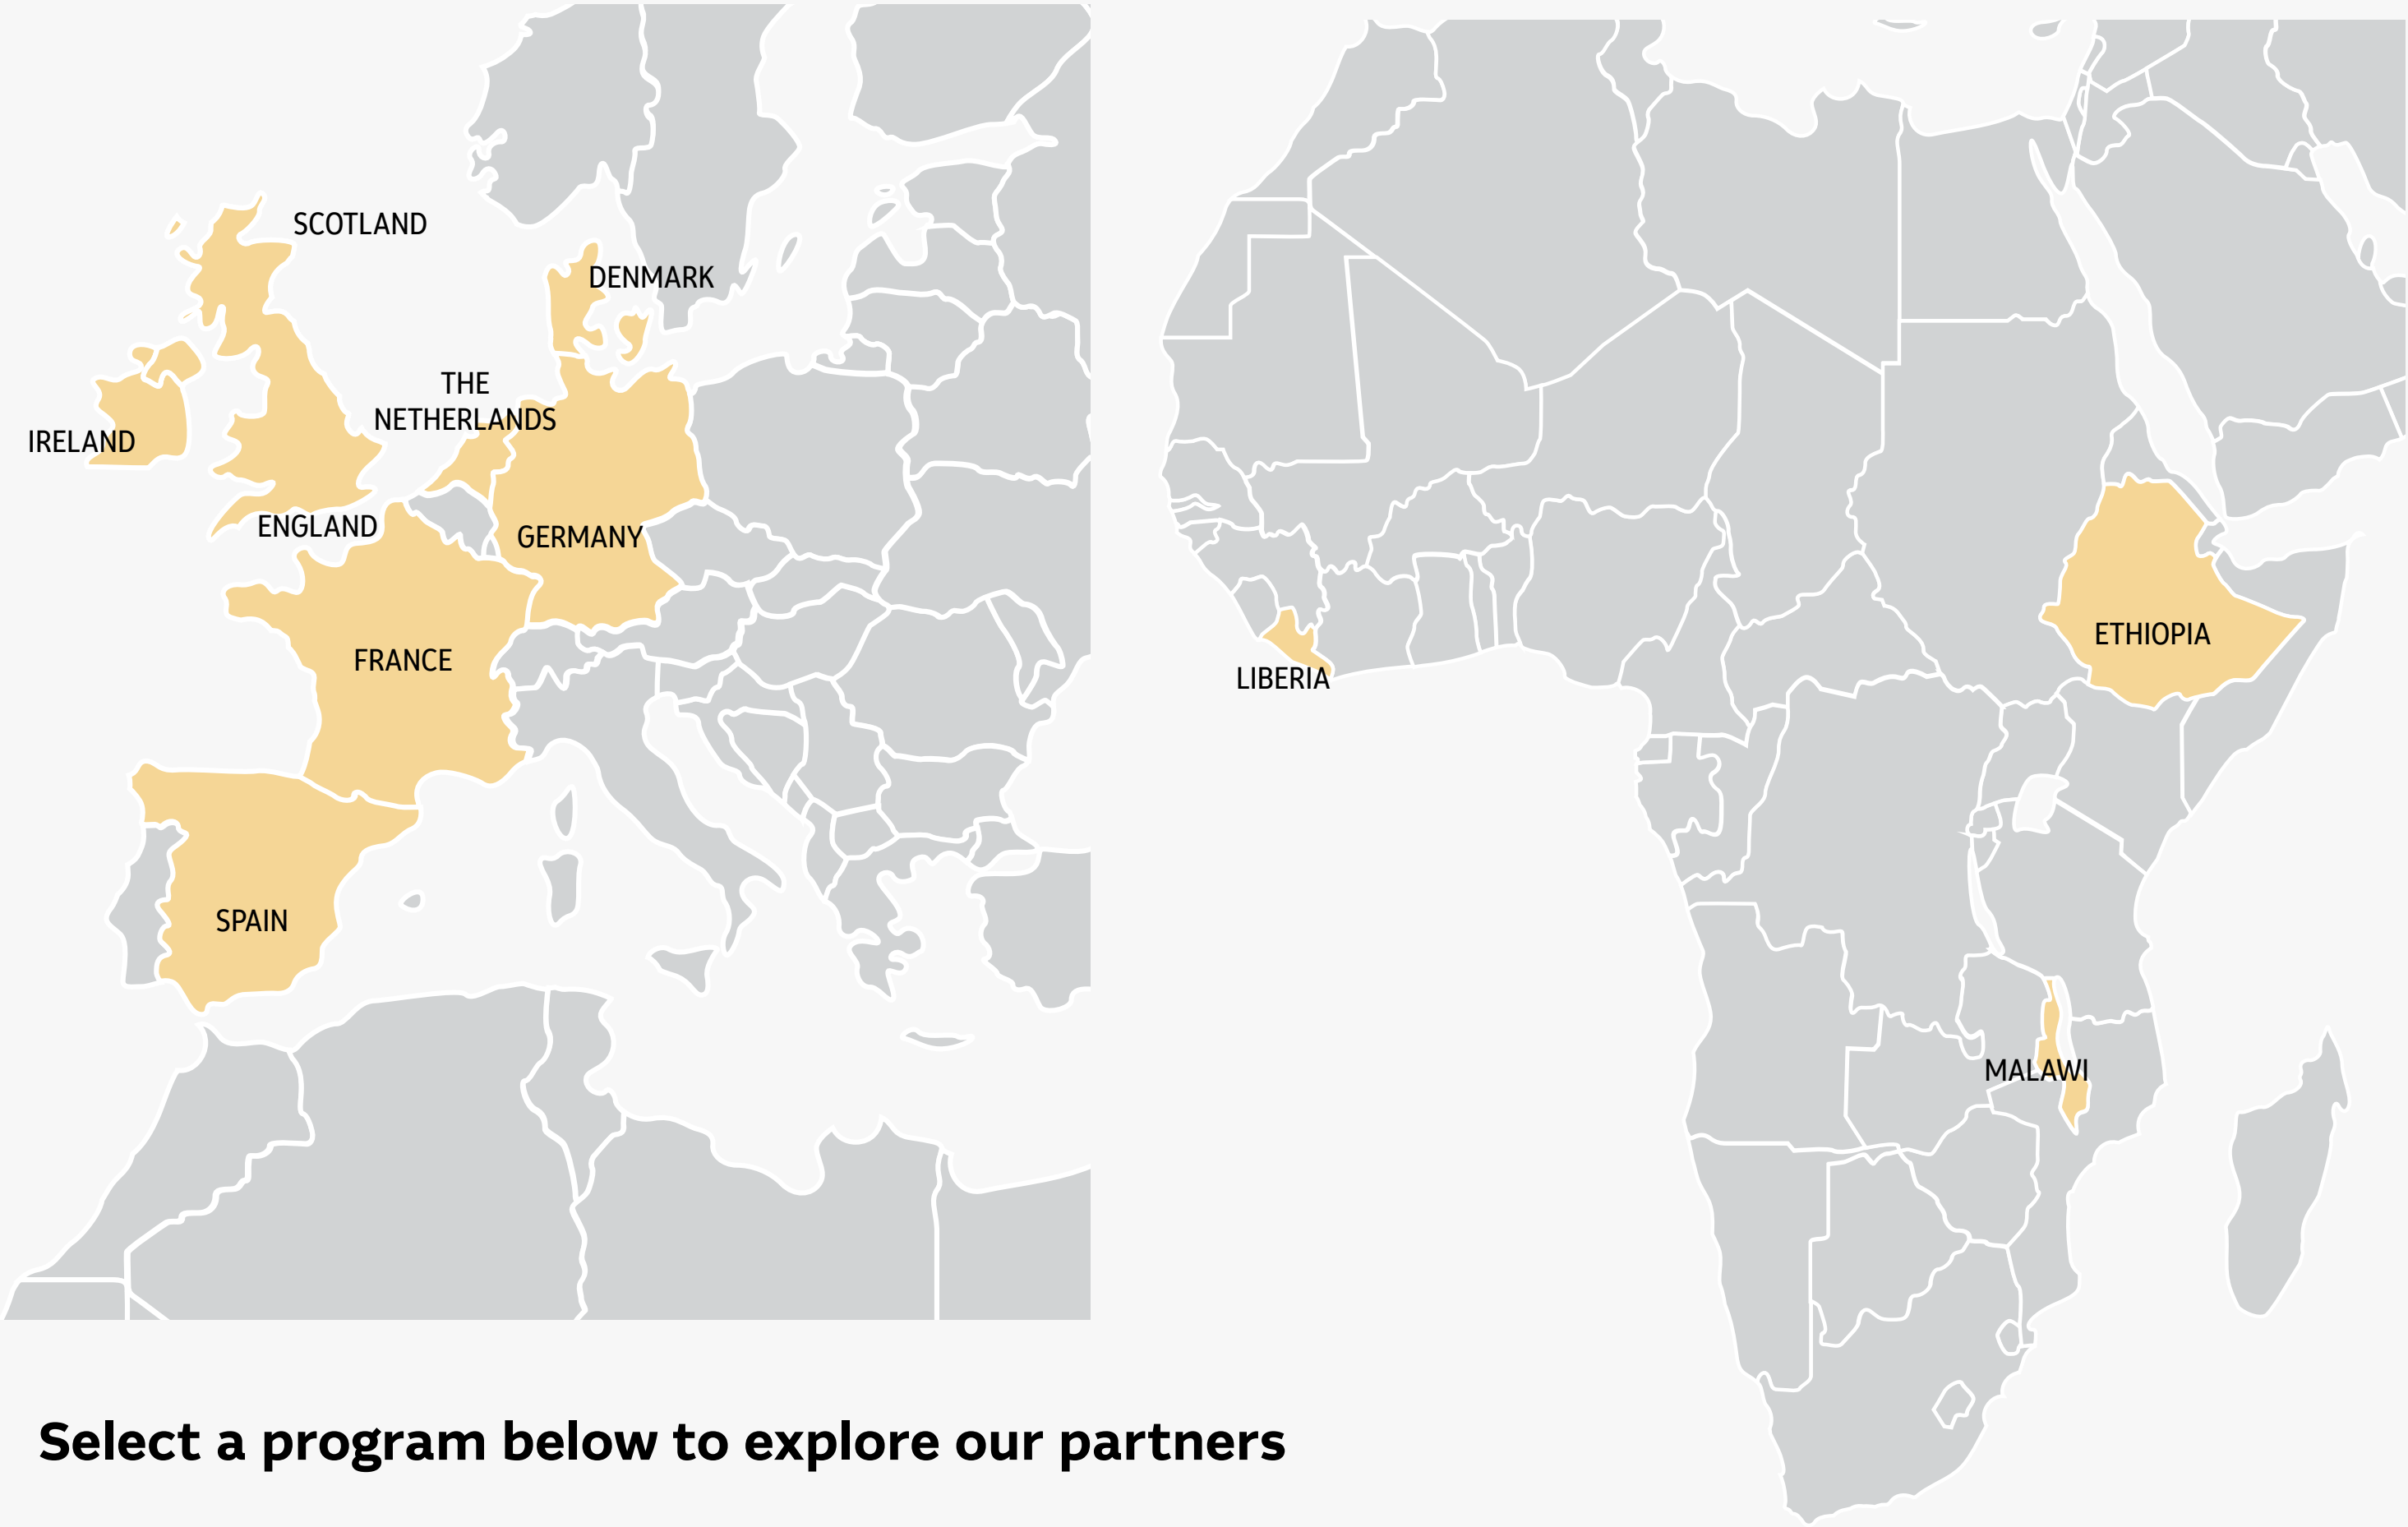 SCOTLAND
DENMARK
THE
NETHERLANDS
IRELAND
ENGLAND
GERMANY
FRANCE
SPAIN
LIBERIA
ETHIOPIA
MALAWI
Select a program below to explore our partners